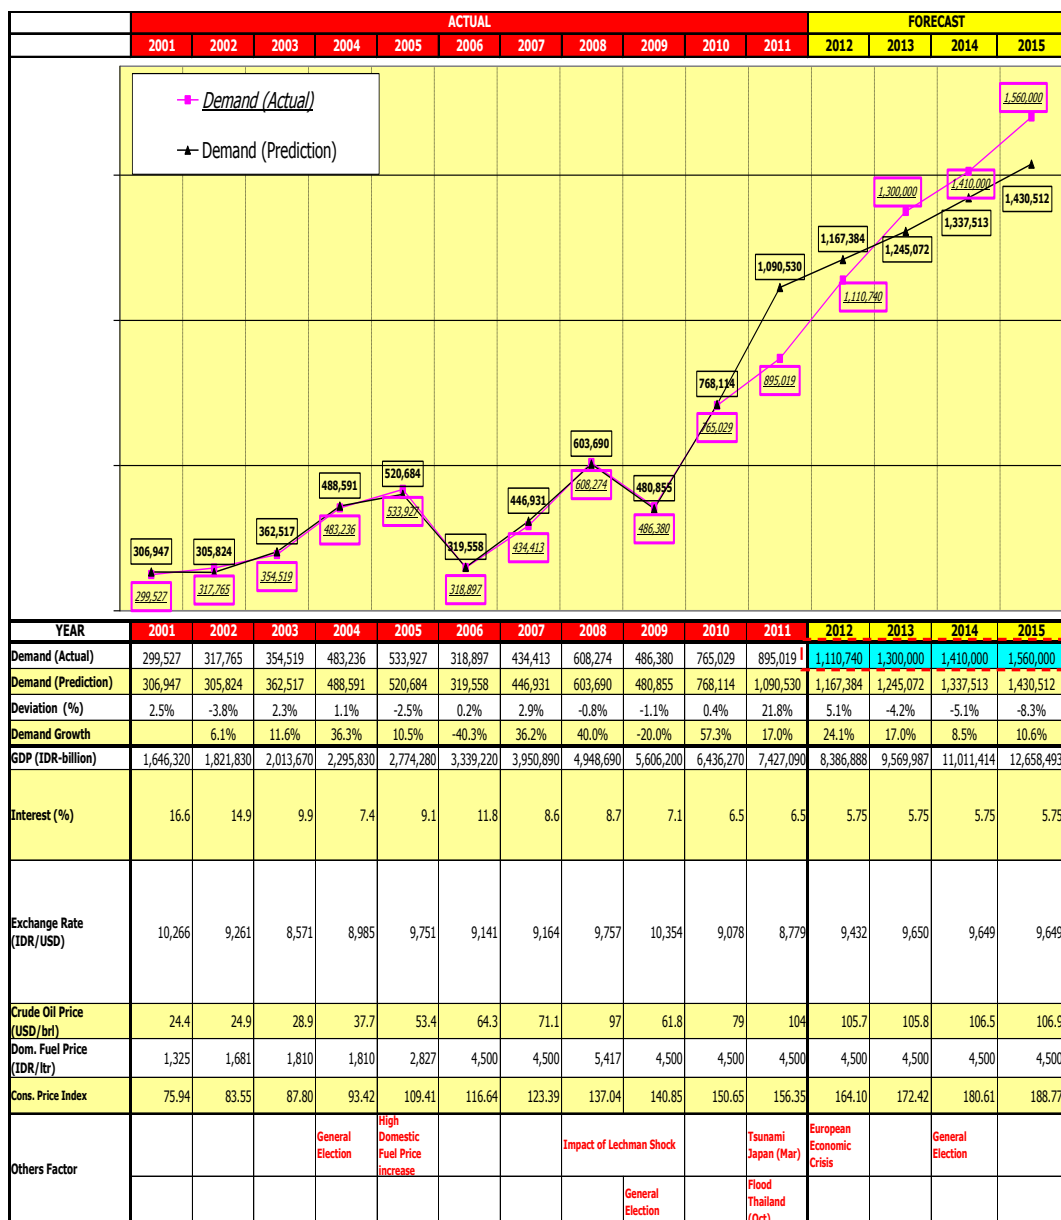 ACTUAL FORECAST
2001 2002 2003 2004 2005 2006 2007 2008 2009 2010 2011 2012 2013 2014 2015
Demand (Actual)
Demand (Prediction)
1,560,000
1,300,000
1,410,000
1,430,512
1,337,513
1,167,384
1,245,072
1,090,530
1,110,740
768,114
895,019
765,029
603,690
608,274
520,684
488,591
480,855
533,927
483,236
446,931
486,380
362,517
434,413
306,947
305,824
319,558
354,519
299,527
317,765
318,897
YEAR 2001 2002 2003 2004 2005 2006 2007 2008 2009 2010 2011 2012 2013 2014 2015
Demand (Actual) 299,527 317,765 354,519 483,236 533,927 318,897 434,413 608,274 486,380 765,029 895,019 1,110,740 1,300,000 1,410,000 1,560,000
Demand (Prediction) 306,947 305,824 362,517 488,591 520,684 319,558 446,931 603,690 480,855 768,114 1,090,530 1,167,384 1,245,072 1,337,513 1,430,512
Deviation (%) 2.5% -3.8% 2.3% 1.1% -2.5% 0.2% 2.9% -0.8% -1.1% 0.4% 21.8% 5.1% -4.2% -5.1% -8.3%
Demand Growth 6.1% 11.6% 36.3% 10.5% -40.3% 36.2% 40.0% -20.0% 57.3% 17.0% 24.1% 17.0% 8.5% 10.6%
GDP (IDR-billion) 1,646,320 1,821,830 2,013,670 2,295,830 2,774,280 3,339,220 3,950,890 4,948,690 5,606,200 6,436,270 7,427,090 8,386,888 9,569,987 11,011,414 12,658,493
Interest (%) 16.6 14.9 9.9 7.4 9.1 11.8 8.6 8.7 7.1 6.5 6.5 5.75 5.75 5.75 5.75
Exchange Rate
(IDR/USD) 10,266 9,261 8,571 8,985 9,751 9,141 9,164 9,757 10,354 9,078 8,779 9,432 9,650 9,649 9,649
Crude Oil Price
(USD/brl) 24.4 24.9 28.9 37.7 53.4 64.3 71.1 97 61.8 79 104 105.7 105.8 106.5 106.9
Dom. Fuel Price
(IDR/ltr) 1,325 1,681 1,810 1,810 2,827 4,500 4,500 5,417 4,500 4,500 4,500 4,500 4,500 4,500 4,500
Cons. Price Index 75.94 83.55 87.80 93.42 109.41 116.64 123.39 137.04 140.85 150.65 156.35 164.10 172.42 180.61 188.77
Others Factor
General
Election
High
Domestic
Fuel Price
increase
Impact of Lechman Shock
Tsunami
Japan (Mar)
European
Economic
Crisis
General
Election
General
Election
Flood
Thailand
(Oct)